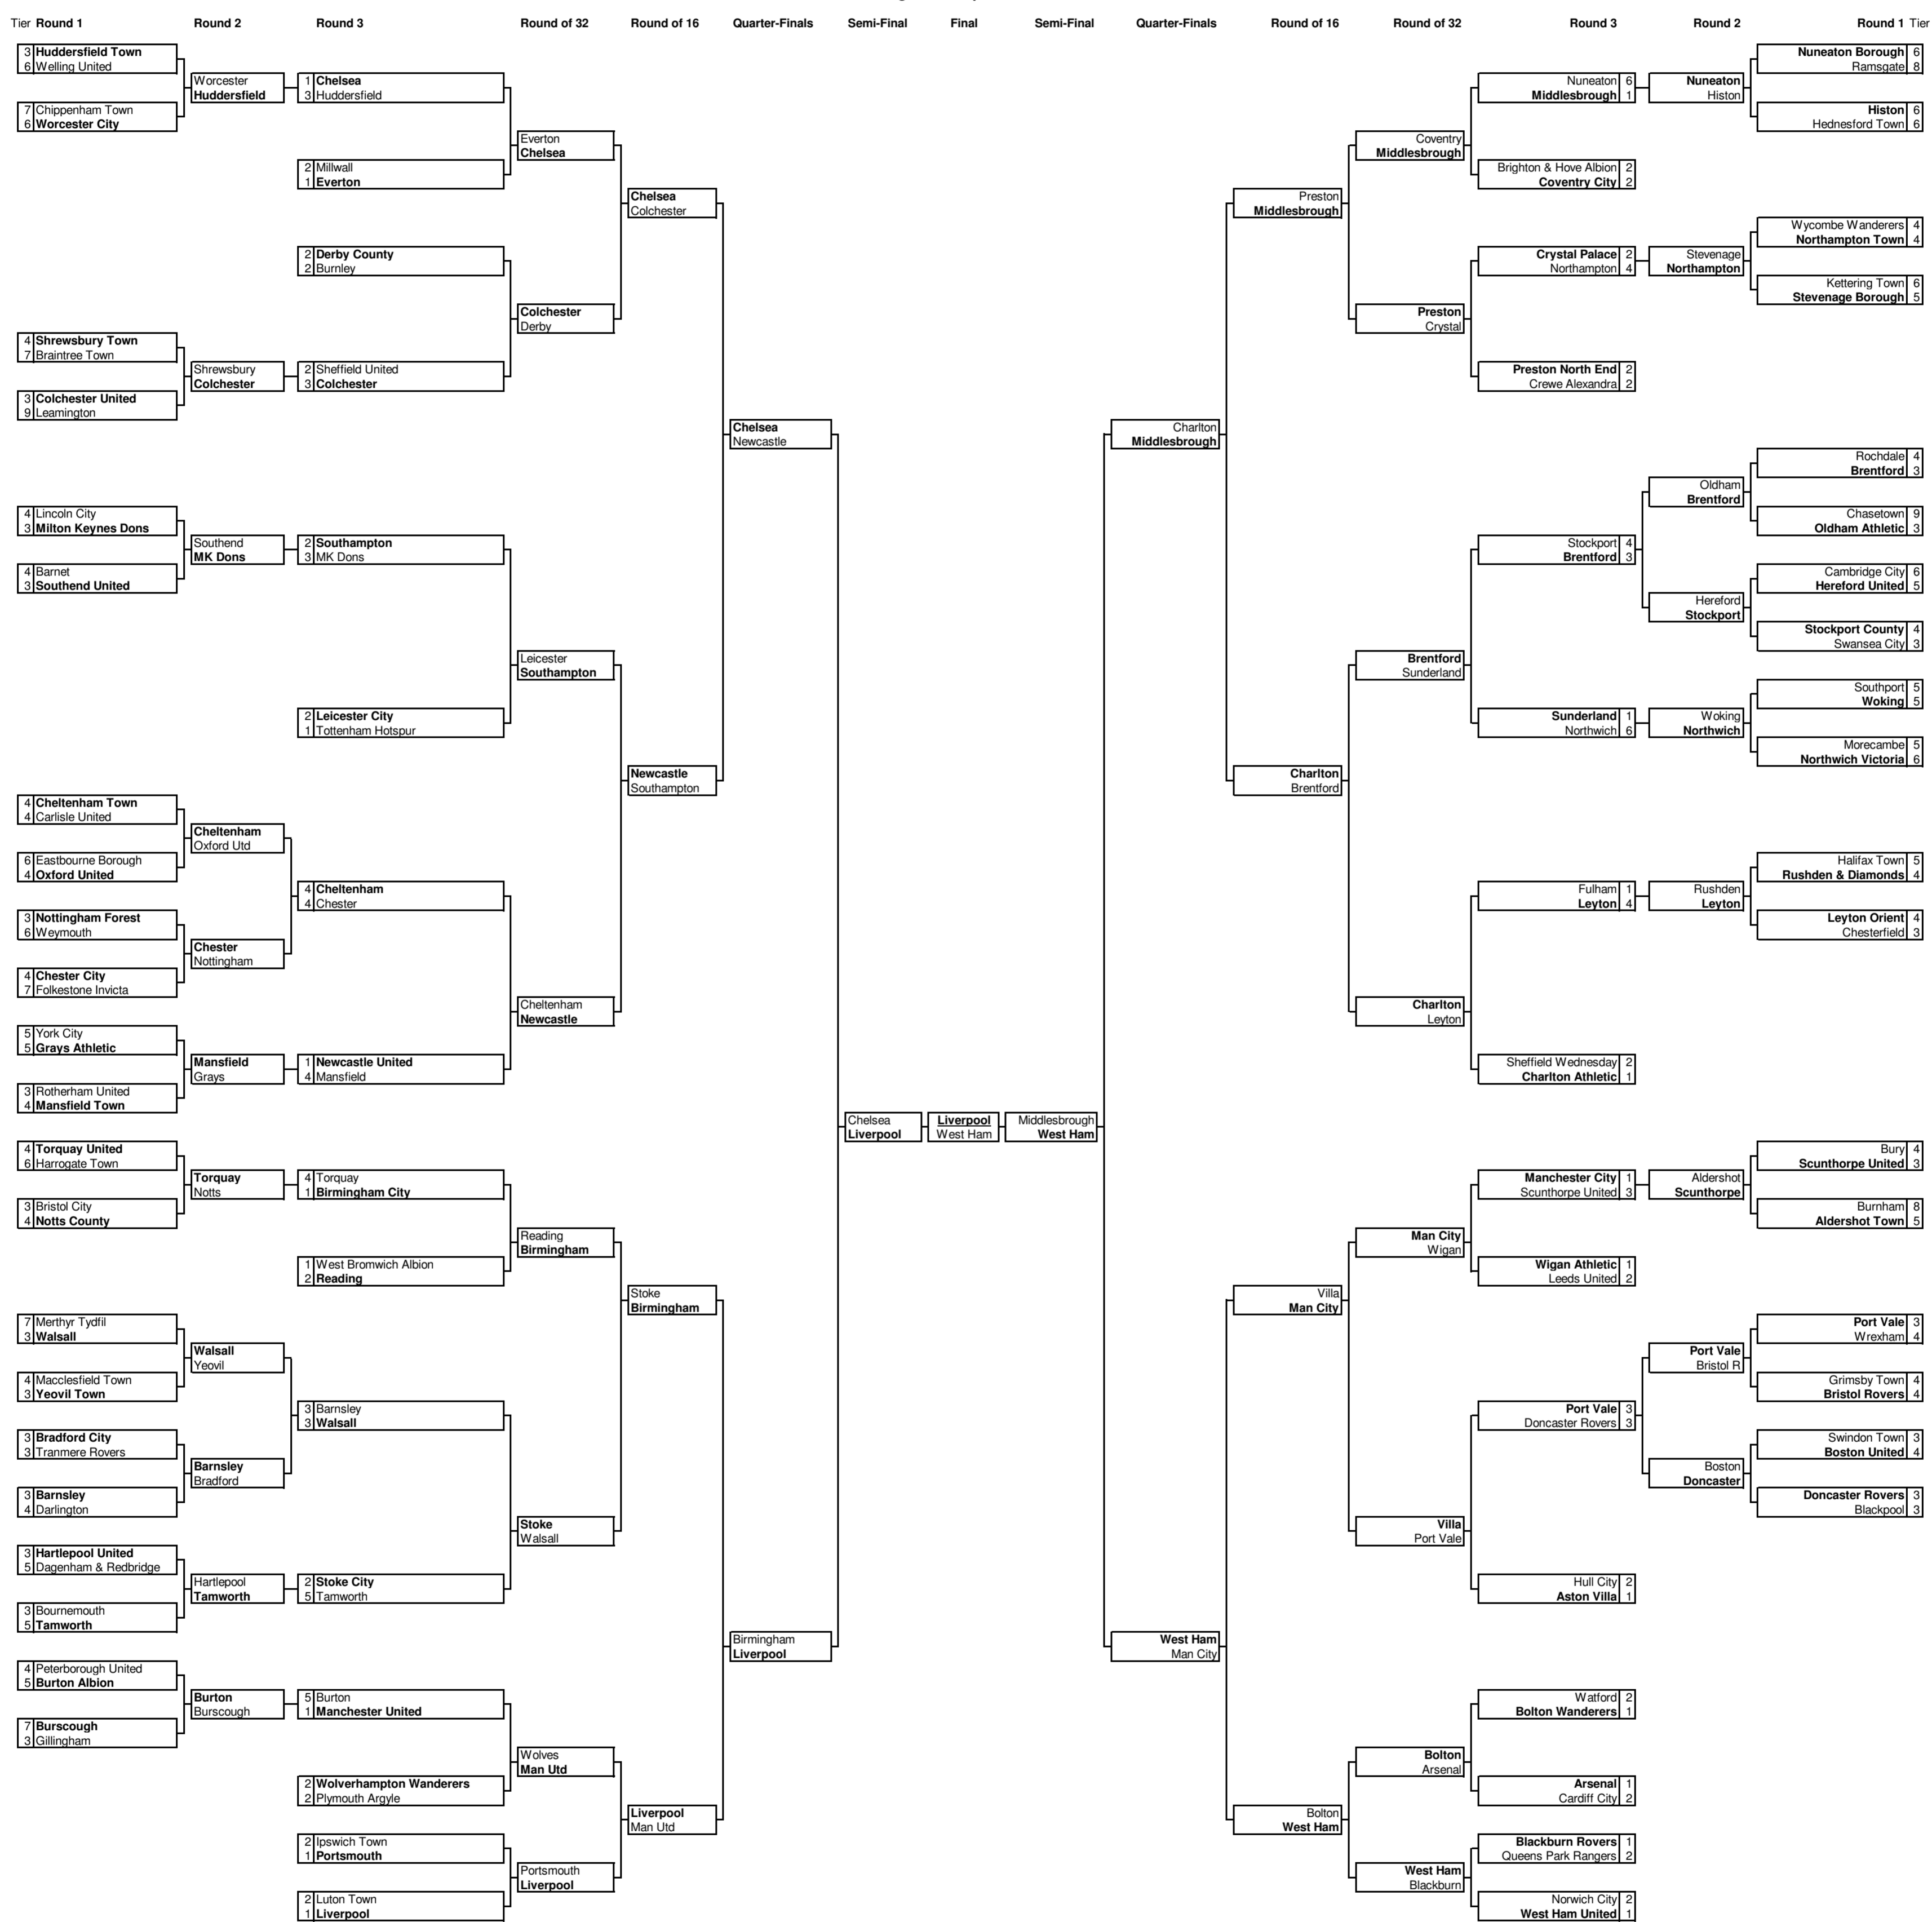 Tier Round 1 Round 2 Round 3 Round of 32 Round of 16 Quarter-Finals Semi-Final Final Semi-Final Quarter-Finals Round of 16 Round of 32 Round 3 Round 2 Round 1 Tier
3 Huddersfield Town
6 Welling United
7 Chippenham Town
6 Worcester City
4 Shrewsbury Town
7 Braintree Town
3 Colchester United
9 Leamington
4 Lincoln City
3 Milton Keynes Dons
4 Barnet
3 Southend United
4 Cheltenham Town
4 Carlisle United
6 Eastbourne Borough
4 Oxford United
3 Nottingham Forest
6 Weymouth
4 Chester City
7 Folkestone Invicta
5 York City
5 Grays Athletic
3 Rotherham United
4 Mansfield Town
4 Torquay United
6 Harrogate Town
3 Bristol City
4 Notts County
7 Merthyr Tydfil
3 Walsall
4 Macclesfield Town
3 Yeovil Town
3 Bradford City
3 Tranmere Rovers
3 Barnsley
4 Darlington
3 Hartlepool United
5 Dagenham & Redbridge
3 Bournemouth
5 Tamworth
4 Peterborough United
5 Burton Albion
7 Burscough
3 Gillingham
Worcester
Huddersfield
Shrewsbury
Colchester
Southend
MK Dons
Cheltenham
Oxford Utd
Chester
Nottingham
Mansfield
Grays
Torquay
Notts
Walsall
Yeovil
Barnsley
Bradford
Hartlepool
Tamworth
Burton
Burscough
1 Chelsea
3 Huddersfield
2 Millwall
1 Everton
2 Derby County
2 Burnley
2 Sheffield United
3 Colchester
2 Southampton
3 MK Dons
2 Leicester City
1 Tottenham Hotspur
4 Cheltenham
4 Chester
1 Newcastle United
4 Mansfield
4 Torquay
1 Birmingham City
1 West Bromwich Albion
2 Reading
3 Barnsley
3 Walsall
2 Stoke City
5 Tamworth
5 Burton
1 Manchester United
2 Wolverhampton Wanderers
2 Plymouth Argyle
2 Ipswich Town
1 Portsmouth
2 Luton Town
1 Liverpool
Everton
Chelsea
Colchester
Derby
Leicester
Southampton
Cheltenham
Newcastle
Reading
Birmingham
Stoke
Walsall
Wolves
Man Utd
Portsmouth
Liverpool
Chelsea
Colchester
Newcastle
Southampton
Stoke
Birmingham
Liverpool
Man Utd
Chelsea
Newcastle
Birmingham
Liverpool
Chelsea
Liverpool
Liverpool
West Ham
Middlesbrough
West Ham
Charlton
Middlesbrough
West Ham
Man City
Preston
Middlesbrough
Charlton
Brentford
Villa
Man City
Bolton
West Ham
Coventry
Middlesbrough
Preston
Crystal
Brentford
Sunderland
Charlton
Leyton
Man City
Wigan
Villa
Port Vale
Bolton
Arsenal
West Ham
Blackburn
Nuneaton 6
Middlesbrough 1
Brighton & Hove Albion 2
Coventry City 2
Crystal Palace 2
Northampton 4
Preston North End 2
Crewe Alexandra 2
Stockport 4
Brentford 3
Sunderland 1
Northwich 6
Fulham 1
Leyton 4
Sheffield Wednesday 2
Charlton Athletic 1
Manchester City 1
Scunthorpe United 3
Wigan Athletic 1
Leeds United 2
Port Vale 3
Doncaster Rovers 3
Hull City 2
Aston Villa 1
Watford 2
Bolton Wanderers 1
Arsenal 1
Cardiff City 2
Blackburn Rovers 1
Queens Park Rangers 2
Norwich City 2
West Ham United 1
Nuneaton
Histon
Stevenage
Northampton
Oldham
Brentford
Hereford
Stockport
Woking
Northwich
Rushden
Leyton
Aldershot
Scunthorpe
Port Vale
Bristol R
Boston
Doncaster
Nuneaton Borough 6
Ramsgate 8
Histon 6
Hednesford Town 6
Wycombe Wanderers 4
Northampton Town 4
Kettering Town 6
Stevenage Borough 5
Rochdale 4
Brentford 3
Chasetown 9
Oldham Athletic 3
Cambridge City 6
Hereford United 5
Stockport County 4
Swansea City 3
Southport 5
Woking 5
Morecambe 5
Northwich Victoria 6
Halifax Town 5
Rushden & Diamonds 4
Leyton Orient 4
Chesterfield 3
Bury 4
Scunthorpe United 3
Burnham 8
Aldershot Town 5
Port Vale 3
Wrexham 4
Grimsby Town 4
Bristol Rovers 4
Swindon Town 3
Boston United 4
Doncaster Rovers 3
Blackpool 3